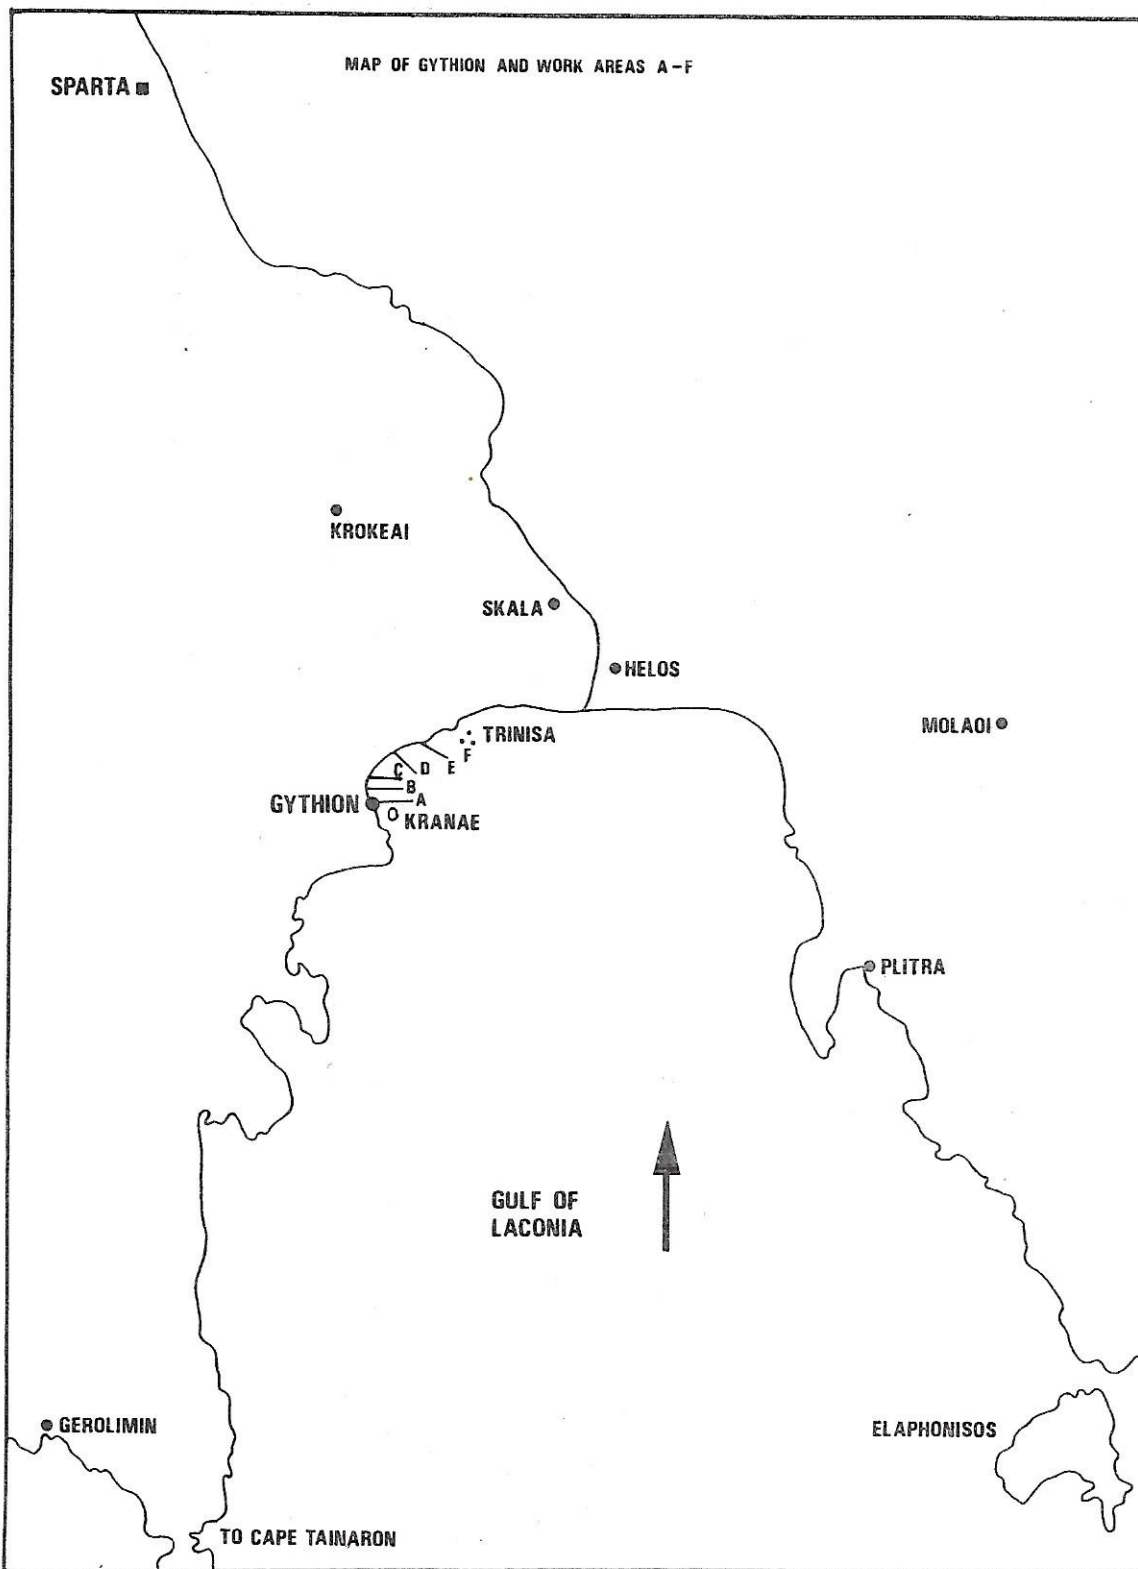 MAP OF GYTHION AND WORK AREAS A-F
SPARTA
KROKEAI
SKALA
HELOS
MOLAOI
TRINISA
F
E
D
C
B
A
GYTHION
KRANAE
PLITRA
GULF OF
LACONIA
GEROLIMIN
ELAPHONISOS
TO CAPE TAINARON